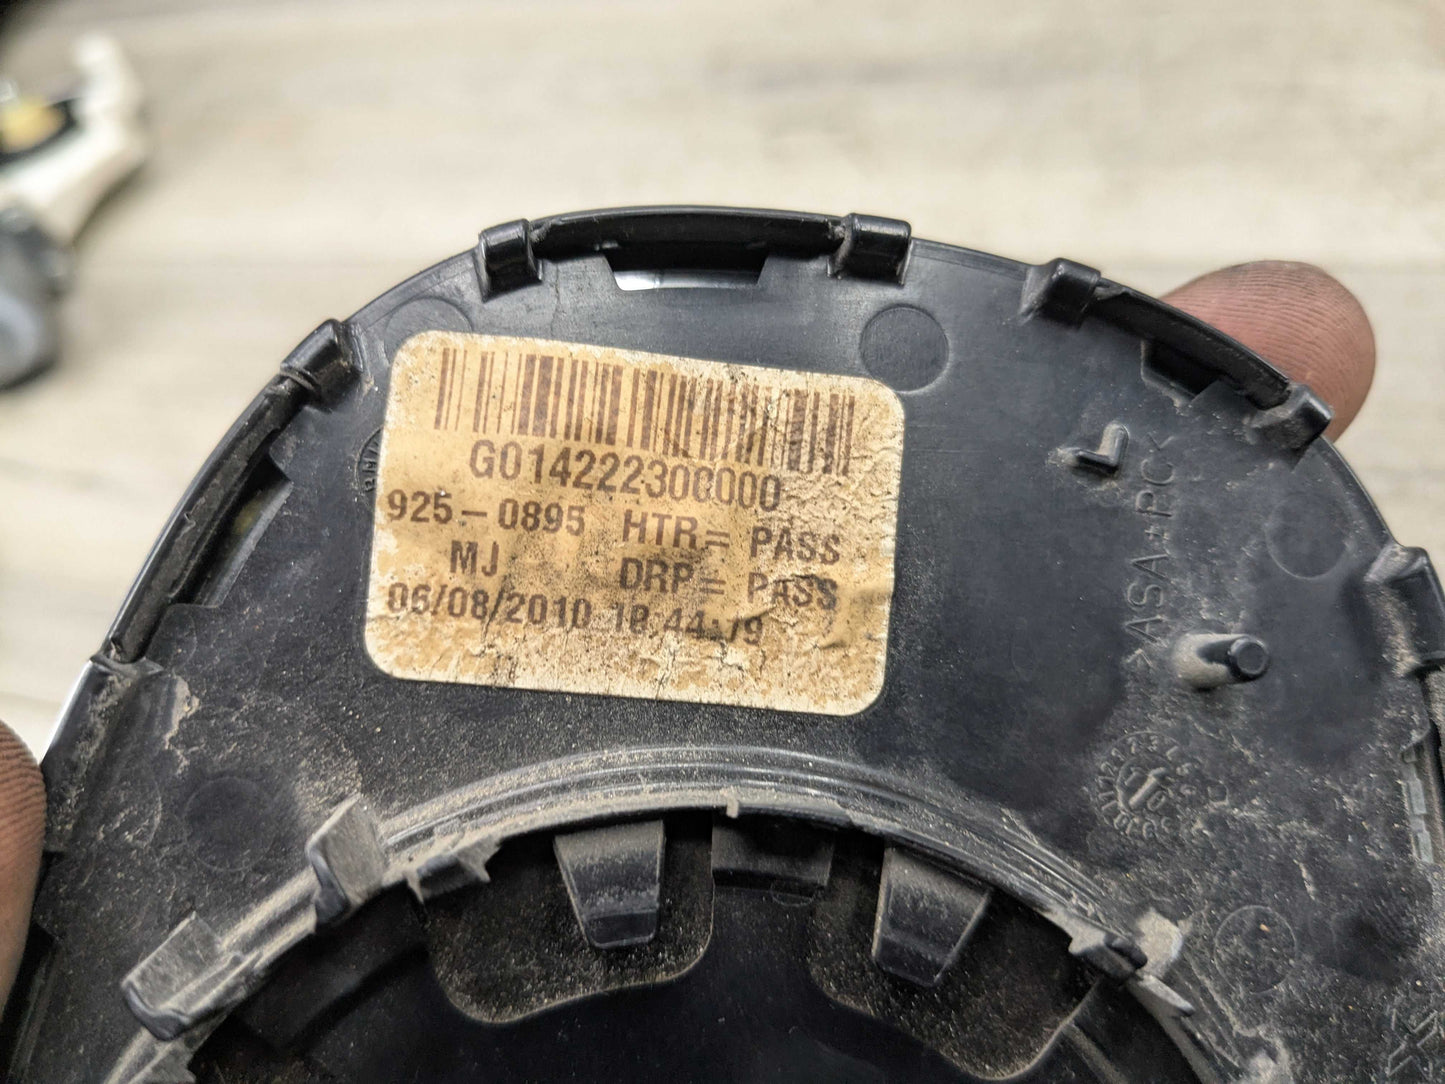 G014222300000
925-0895 HTR= PASS
MJ DRP= PASS
06/08/2010
L
>ASA+PC<